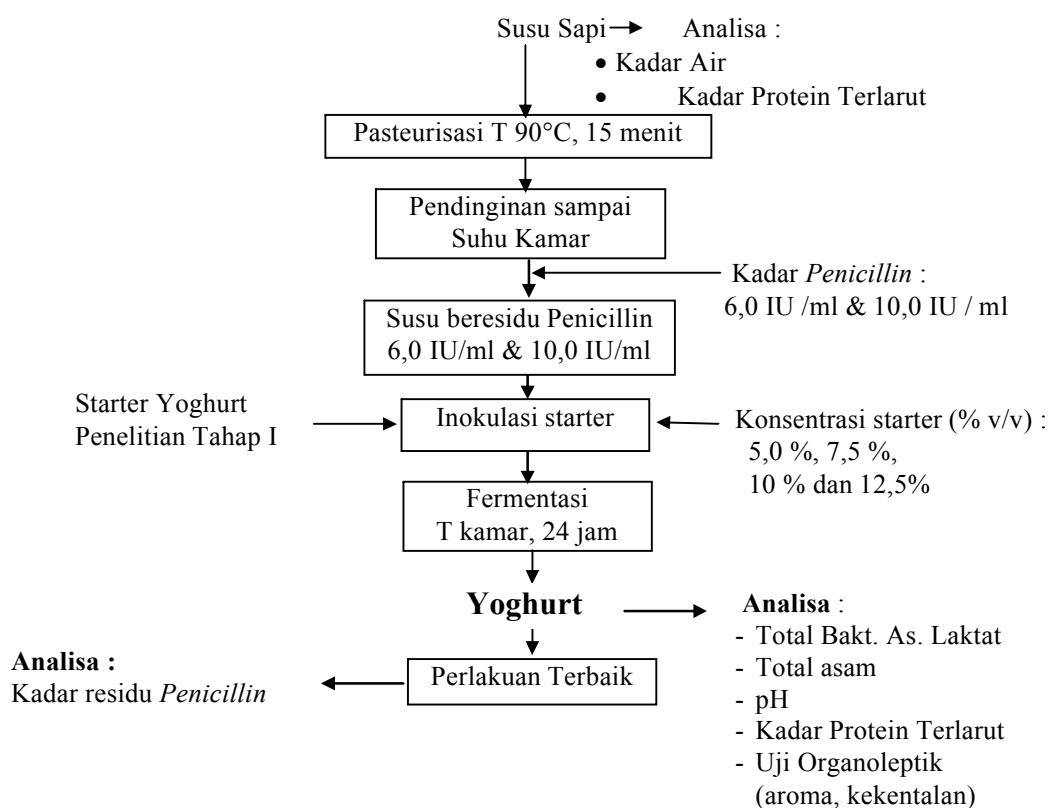 Susu Sapi
Analisa :
• Kadar Air
• Kadar Protein Terlarut
Pasteurisasi T 90°C, 15 menit
Pendinginan sampai
Suhu Kamar
Kadar Penicillin :
6,0 IU /ml & 10,0 IU / ml
Susu beresidu Penicillin
6,0 IU/ml & 10,0 IU/ml
Starter Yoghurt
Penelitian Tahap I
Inokulasi starter
Konsentrasi starter (% v/v) :
5,0 %, 7,5 %,
10 % dan 12,5%
Fermentasi
T kamar, 24 jam
Yoghurt
Analisa :
- Total Bakt. As. Laktat
- Total asam
- pH
- Kadar Protein Terlarut
- Uji Organoleptik
(aroma, kekentalan)
Perlakuan Terbaik
Analisa :
Kadar residu Penicillin